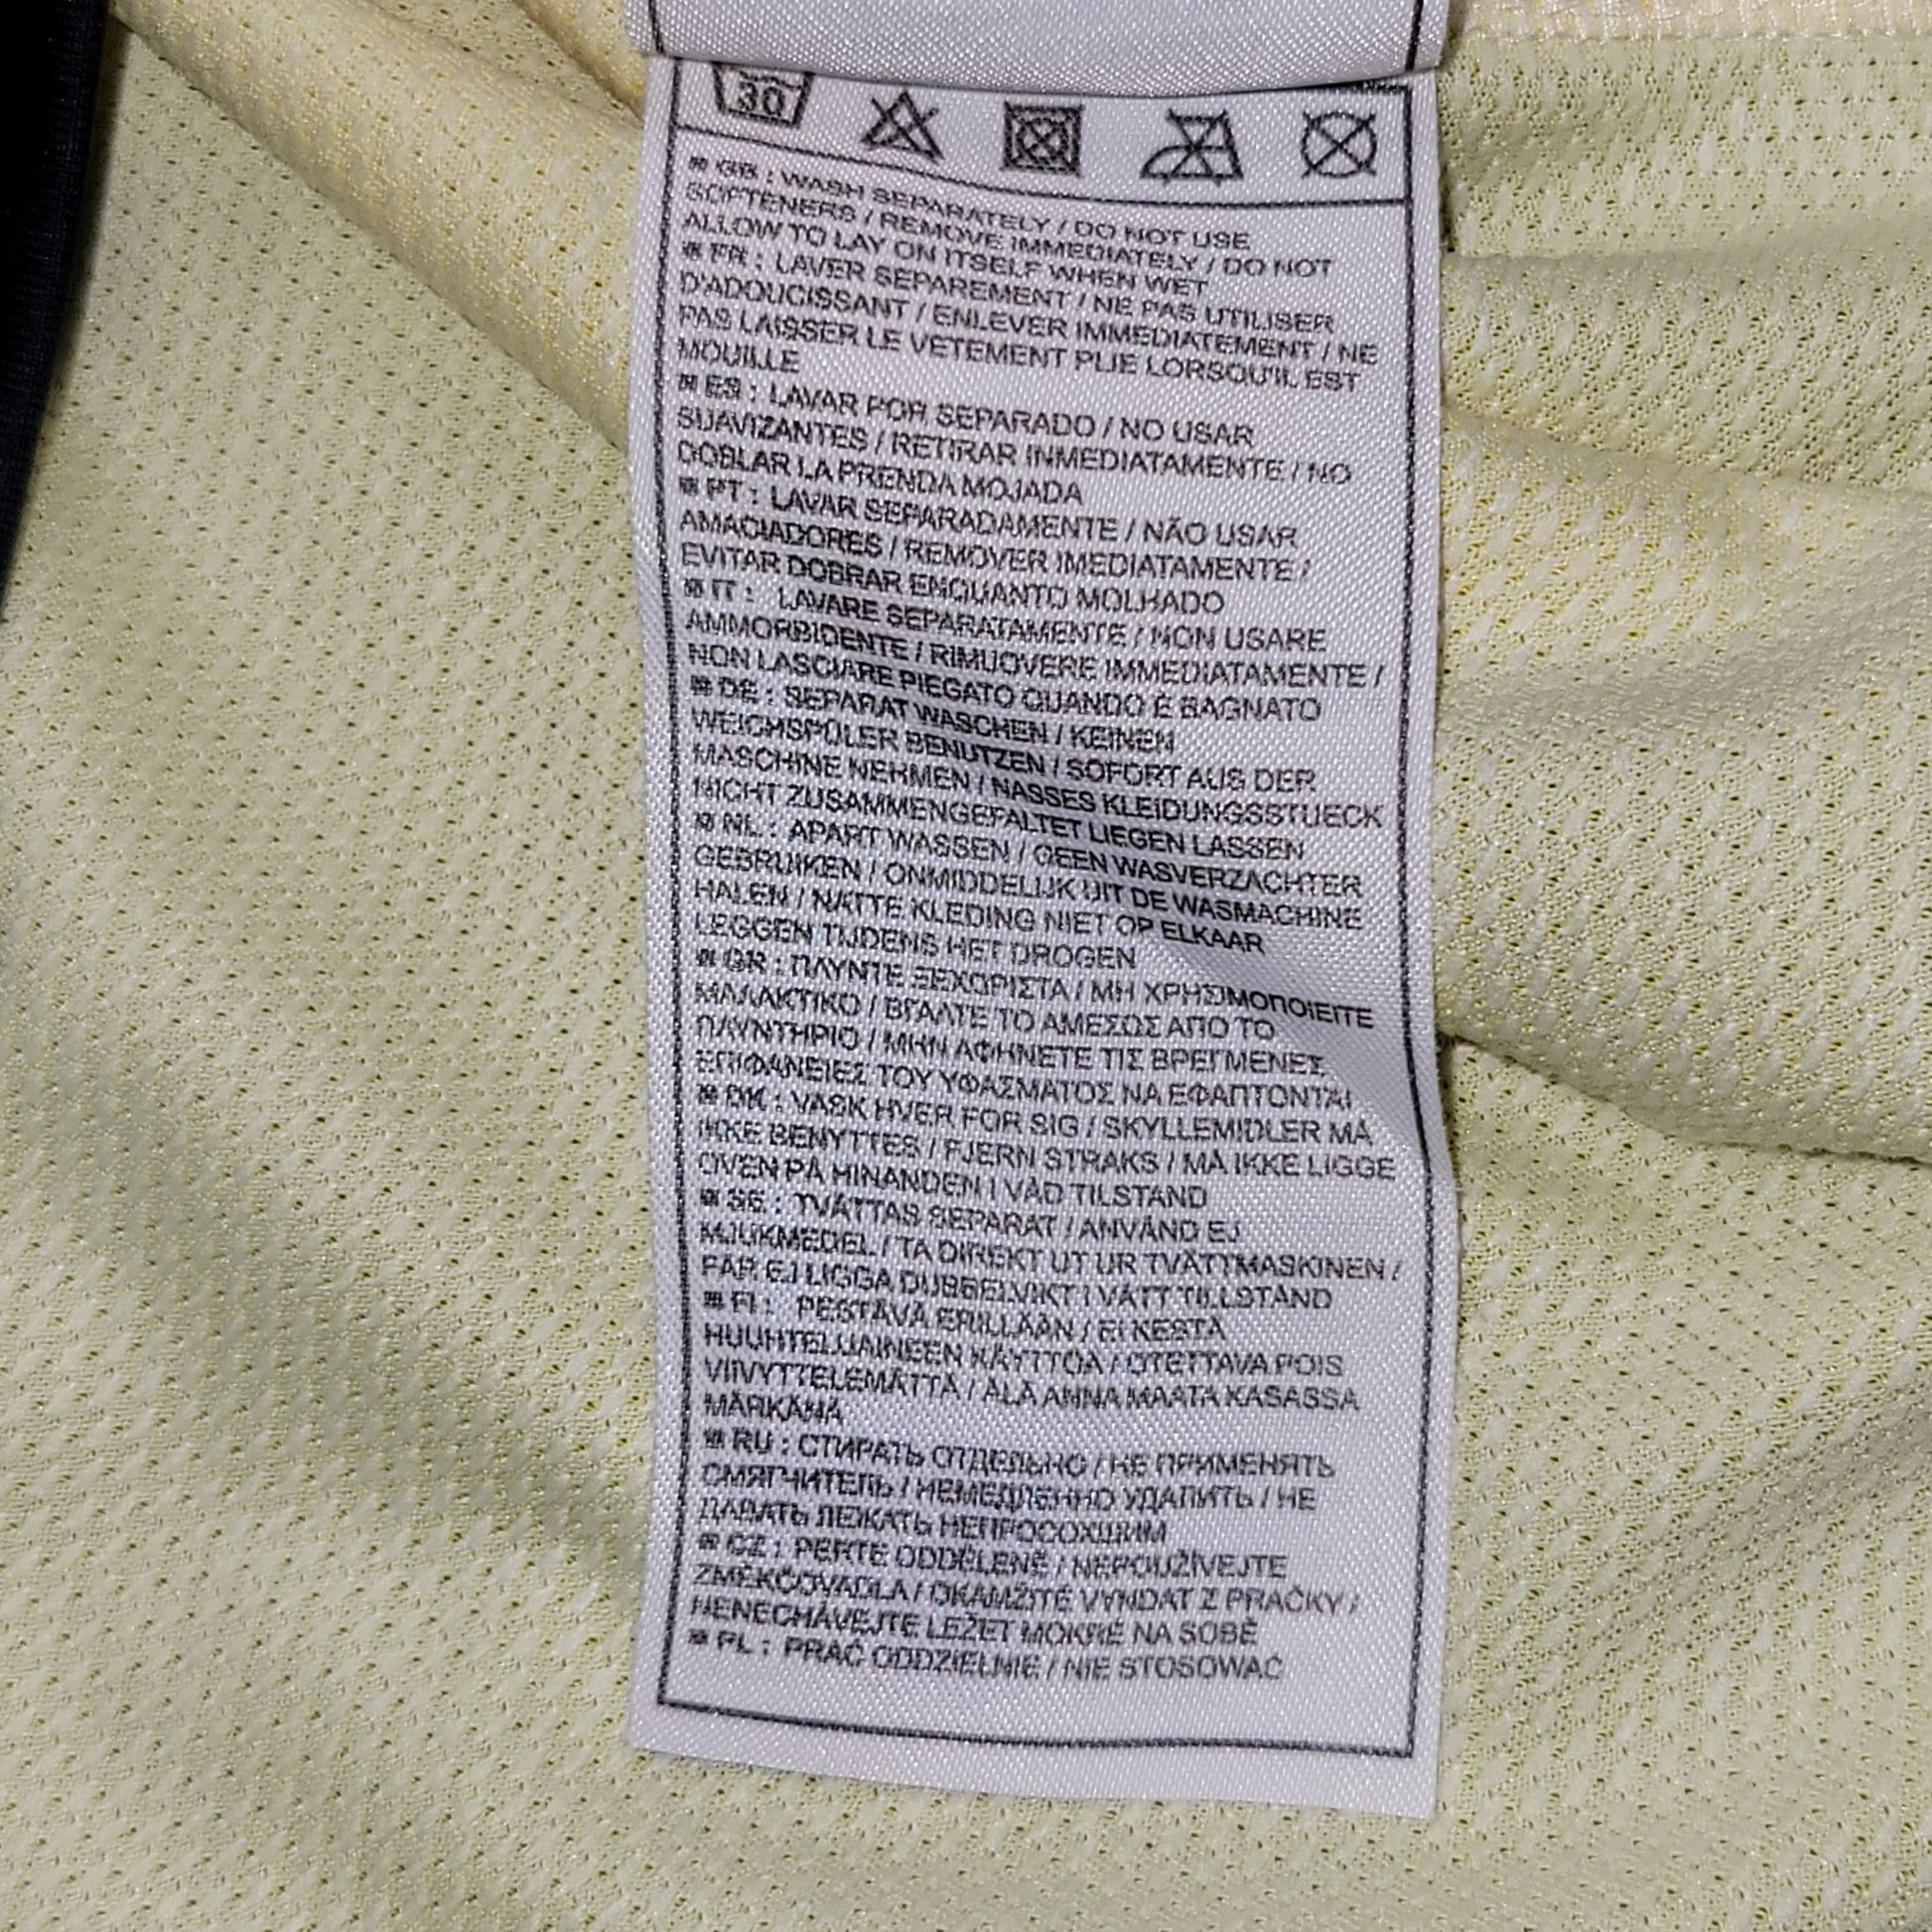 30
GB : WASH SEPARATELY / DO NOT USE
SOFTENERS / REMOVE IMMEDIATELY / DO NOT
ALLOW TO LAY ON ITSELF WHEN WET
FR : LAVER SEPAREMENT / NE PAS UTILISER
D'ADOUCISSANT / ENLEVER IMMEDIATEMENT / NE
PAS LAISSER LE VETEMENT PLIE LORSQU'IL EST
MOUILLE
ES : LAVAR POR SEPARADO / NO USAR
SUAVIZANTES / RETIRAR INMEDIATAMENTE / NO
DOBLAR LA PRENDA MOJADA
PT : LAVAR SEPARADAMENTE / NÃO USAR
AMACIADORES / REMOVER IMEDIATAMENTE /
EVITAR DOBRAR ENQUANTO MOLHADO
IT : LAVARE SEPARATAMENTE / NON USARE
AMMORBIDENTE / RIMUOVERE IMMEDIATAMENTE /
NON LASCIARE PIEGATO QUANDO É BAGNATO
DE : SEPARAT WASCHEN / KEINEN
WEICHSPÜLER BENUTZEN / SOFORT AUS DER
MASCHINE NEHMEN / NASSES KLEIDUNGSSTUECK
NICHT ZUSAMMENGEFALTET LIEGEN LASSEN
NL : APART WASSEN / GEEN WASVERZACHTER
GEBRUIKEN / ONMIDDELIJK UIT DE WASMACHINE
HALEN / NATTE KLEDING NIET OP ELKAAR
LEGGEN TIJDENS HET DROGEN
GR : ΠΛΥΝΤΕ ΞΕΧΩΡΙΣΤΑ / ΜΗ ΧΡΗΣΙΜΟΠΟΙΕΙΤΕ
ΜΑΛΑΚΤΙΚΟ / ΒΓΑΛΤΕ ΤΟ ΑΜΕΣΩΣ ΑΠΟ ΤΟ
ΠΛΥΝΤΗΡΙΟ / ΜΗΝ ΑΦΗΝΕΤΕ ΤΙΣ ΒΡΕΓΜΕΝΕΣ
ΕΠΙΦΑΝΕΙΕΣ ΤΟΥ ΥΦΑΣΜΑΤΟΣ ΝΑ ΕΦΑΠΤΟΝΤΑΙ
DK : VASK HVER FOR SIG / SKYLLEMIDLER MÅ
IKKE BENYTTES / FJERN STRAKS / MÅ IKKE LIGGE
OVEN PÅ HINANDEN I VÅD TILSTAND
SE : TVÄTTAS SEPARAT / ANVÄND EJ
MJUKMEDEL / TA DIREKT UT UR TVÄTTMASKINEN /
FÅR EJ LIGGA DUBBELVIKT I VÅTT TILLSTAND
FI : PESTÄVÄ ERILLÄÄN / EI KESTÄ
HUUHTELUAINEEN KÄYTTÖÄ / OTETTAVA POIS
VIIVYTTELEMÄTTÄ / ÄLÄ ANNA MAATA KASASSA
MÄRKÄNÄ
RU : СТИРАТЬ ОТДЕЛЬНО / НЕ ПРИМЕНЯТЬ
СМЯГЧИТЕЛЬ / НЕМЕДЛЕННО УДАЛИТЬ / НЕ
ДАВАТЬ ЛЕЖАТЬ НЕПРОСОХШИМ
CZ : PERTE ODDĚLENĚ / NEPOUŽÍVEJTE
ZMĚKČOVADLA / OKAMŽITĚ VYNDAT Z PRAČKY /
NENECHÁVEJTE LEŽET MOKRÉ NA SOBĚ
PL : PRAĆ ODDZIELNIE / NIE STOSOWAĆ